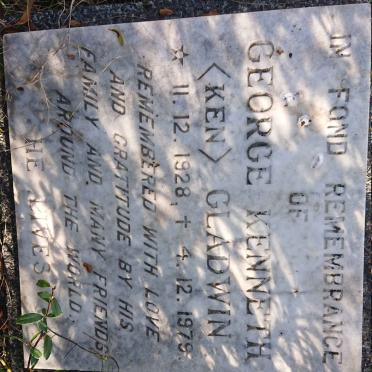 IN FOND REMEMBRANCE
OF
GEORGE KENNETH
<KEN> GLADWIN
☆ 11.12.1928, + 4.12.1979.
REMEMBERED WITH LOVE
AND GRATITUDE BY HIS
FAMILY AND MANY FRIENDS
AROUND THE WORLD.
HE LIVES